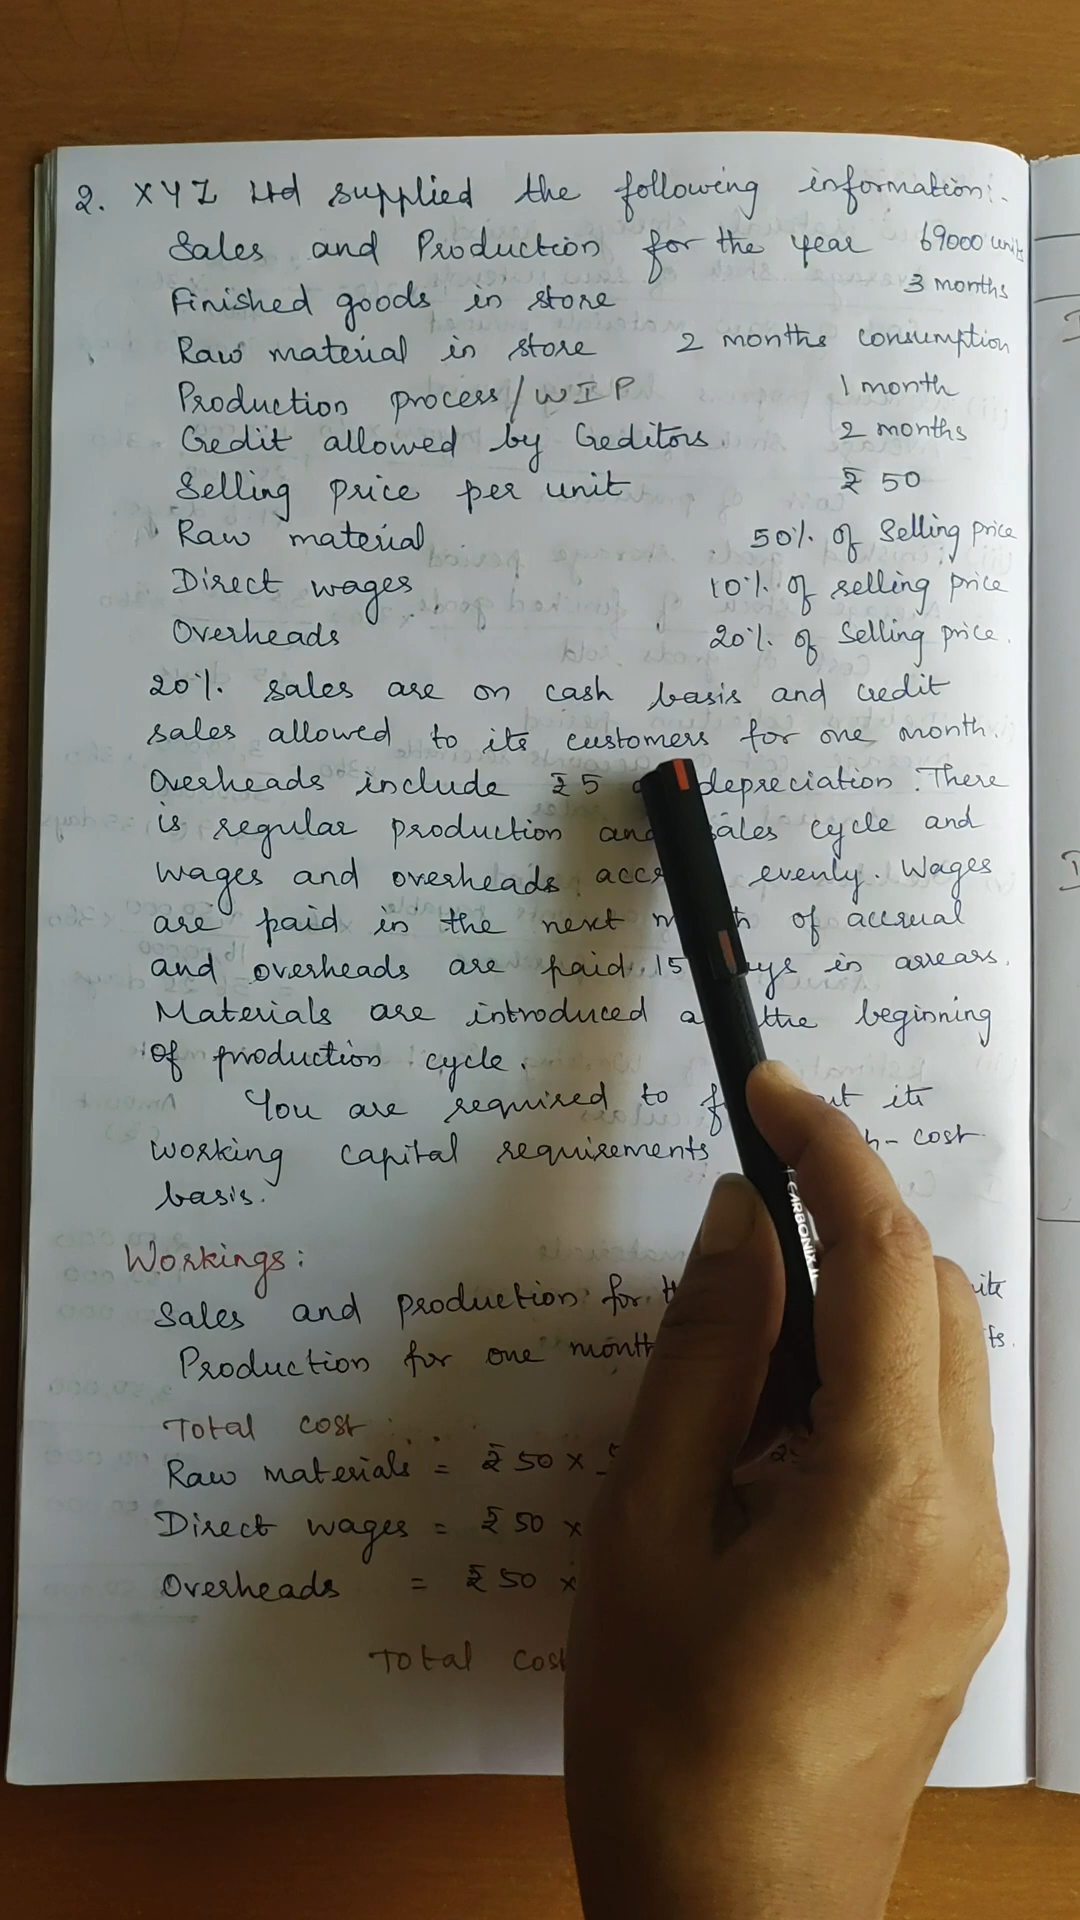 2. XYZ Ltd supplied the following information:-
Sales and Production for the year 69000 units
Finished goods in store 3 months
Raw material in store 2 months consumption
Production process/WIP 1 month
Credit allowed by Creditors. 2 months
Selling price per unit ₹ 50
Raw material 50% of Selling price
Direct wages 10% of selling price
Overheads 20% of Selling price.
20% sales are on cash basis and credit
sales allowed to its customers for one month.
Overheads include ₹5 depreciation. There
is regular production and sales cycle and
wages and overheads evenly. Wages
are paid in the next of accrual
and overheads are paid 15 in arrears.
Materials are introduced the beginning
of production cycle.
You are required to its
working capital requirements cost
basis.
Workings:
Sales and production for
Production for one month
Total cost
Raw materials = ₹ 50 ×
Direct wages = ₹ 50 ×
Overheads = ₹ 50 ×
Total cost
CARBONIX